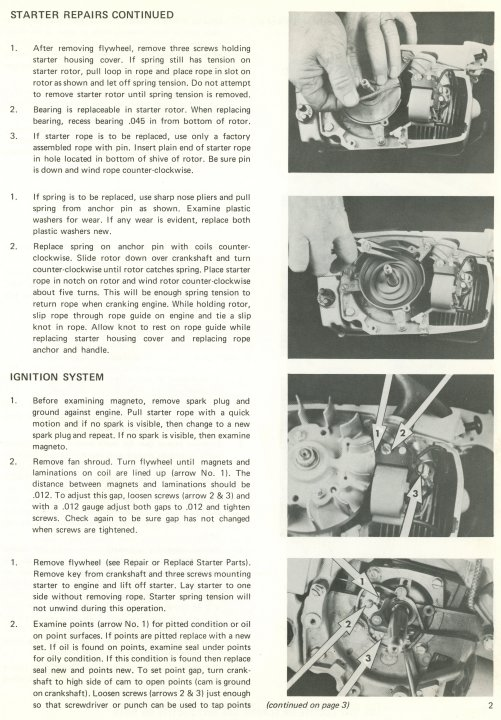 STARTER REPAIRS CONTINUED
1. After removing flywheel, remove three screws holding
starter housing cover. If spring still has tension on
starter rotor, pull loop in rope and place rope in slot on
rotor as shown and let off spring tension. Do not attempt
to remove starter rotor until spring tension is removed.
2. Bearing is replaceable in starter rotor. When replacing
bearing, recess bearing .045 in from bottom of rotor.
3. If starter rope is to be replaced, use only a factory
assembled rope with pin. Insert plain end of starter rope
in hole located in bottom of shive of rotor. Be sure pin
is down and wind rope counter-clockwise.
1. If spring is to be replaced, use sharp nose pliers and pull
spring from anchor pin as shown. Examine plastic
washers for wear. If any wear is evident, replace both
plastic washers new.
2. Replace spring on anchor pin with coils counter-
clockwise. Slide rotor down over crankshaft and turn
counter-clockwise until rotor catches spring. Place starter
rope in notch on rotor and wind rotor counter-clockwise
about five turns. This will be enough spring tension to
return rope when cranking engine. While holding rotor,
slip rope through rope guide on engine and tie a slip
knot in rope. Allow knot to rest on rope guide while
replacing starter housing cover and replacing rope
anchor and handle.
IGNITION SYSTEM
1. Before examining magneto, remove spark plug and
ground against engine. Pull starter rope with a quick
motion and if no spark is visible, then change to a new
spark plug and repeat. If no spark is visible, then examine
magneto.
2. Remove fan shroud. Turn flywheel until magnets and
laminations on coil are lined up (arrow No. 1). The
distance between magnets and laminations should be
.012. To adjust this gap, loosen screws (arrow 2 & 3) and
with a .012 gauge adjust both gaps to .012 and tighten
screws. Check again to be sure gap has not changed
when screws are tightened.
1 2
3
1. Remove flywheel (see Repair or Replace Starter Parts).
Remove key from crankshaft and three screws mounting
starter to engine and lift off starter. Lay starter to one
side without removing rope. Starter spring tension will
not unwind during this operation.
2. Examine points (arrow No. 1) for pitted condition or oil
on point surfaces. If points are pitted replace with a new
set. If oil is found on points, examine seal under points
for oily condition. If this condition is found then replace
seal new and points new. To set point gap, turn crank-
shaft to high side of cam to open points (cam is ground
on crankshaft). Loosen screws (arrows 2 & 3) just enough
so that screwdriver or punch can be used to tap points
1
2
3
(continued on page 3) 2